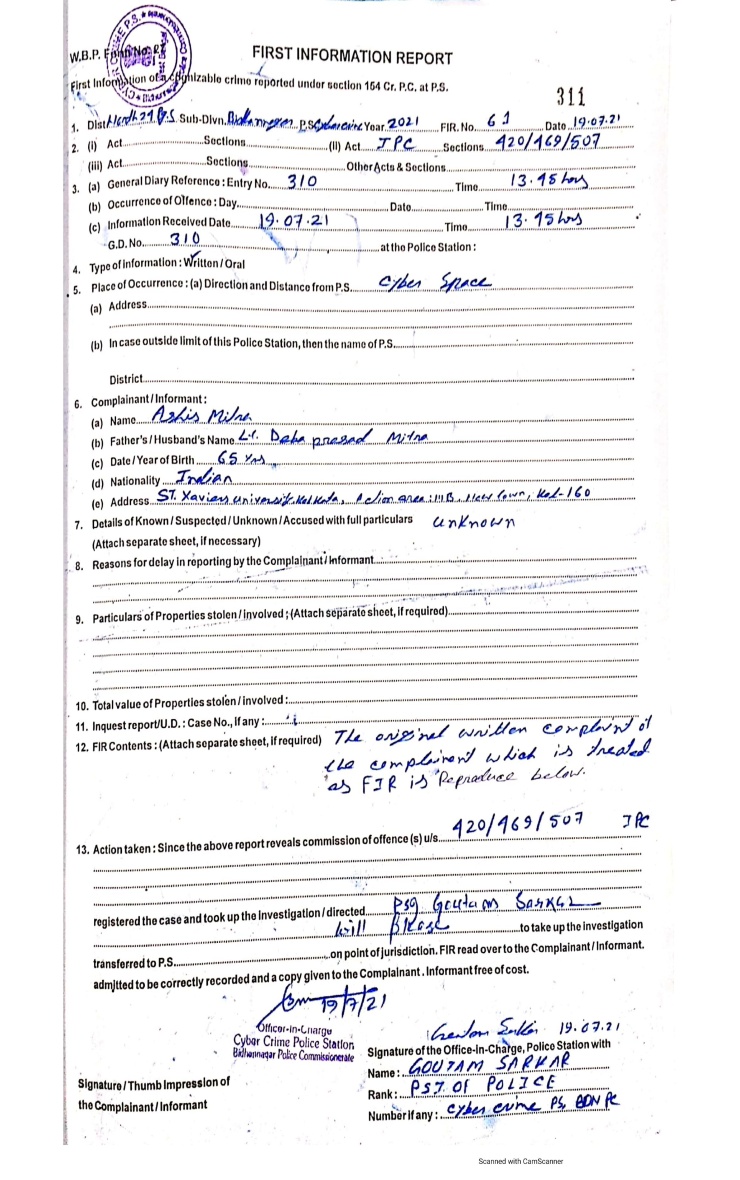 W.B.P. Form No. 27
FIRST INFORMATION REPORT
First Information of a cognizable crime reported under section 154 Cr. P.C. at P.S.
311
1. Dist. North 24 P.G.S Sub-Divn. Bidhannagar P.S. Cybercrime Year 2021 FIR. No. 61 Date 19.07.21
2. (i) Act Sections (II) Act IPC Sections 420/469/507
(iii) Act Sections Other Acts & Sections
3. (a) General Diary Reference : Entry No. 310 Time 13.45 hrs
(b) Occurrence of Offence : Day Date Time
(c) Information Received Date 19.07.21 Time 13.45 hrs
G.D. No. 310 at the Police Station :
4. Type of information : Written / Oral
5. Place of Occurrence : (a) Direction and Distance from P.S. Cyber Space
(a) Address
(b) In case outside limit of this Police Station, then the name of P.S.
District
6. Complainant / Informant :
(a) Name Ashis Mitra
(b) Father's / Husband's Name Lt. Deba prasad Mitra
(c) Date / Year of Birth 65 Yrs
(d) Nationality Indian
(e) Address ST. Xaviers University Kolkata, Action area : III B, New Town, Kol-160
7. Details of Known / Suspected / Unknown / Accused with full particulars unknown
(Attach separate sheet, if necessary)
8. Reasons for delay in reporting by the Complainant / Informant
9. Particulars of Properties stolen / involved ; (Attach separate sheet, if required)
10. Total value of Properties stolen / involved :
11. Inquest report/U.D. : Case No., If any :
12. FIR Contents : (Attach separate sheet, if required) The original written complaint of
the complainant which is treated
as FIR is Reproduce below.
13. Action taken : Since the above report reveals commission of offence (s) u/s. 420/469/507 IPC
registered the case and took up the Investigation / directed PSI Goutam Sarkar
will please to take up the investigation
transferred to P.S. on point of jurisdiction. FIR read over to the Complainant / Informant.
admitted to be correctly recorded and a copy given to the Complainant. Informant free of cost.
19/7/21
Officer-in-Charge
Cyber Crime Police Station
Bidhannagar Police Commissionerate
Goutam Sarkar 19.07.21
Signature of the Office-In-Charge, Police Station with
Name : GOUTAM SARKAR
Rank : PSI OF POLICE
Number if any : cyber crime PS, BDN PC
Signature / Thumb Impression of
the Complainant / Informant
Scanned with CamScanner